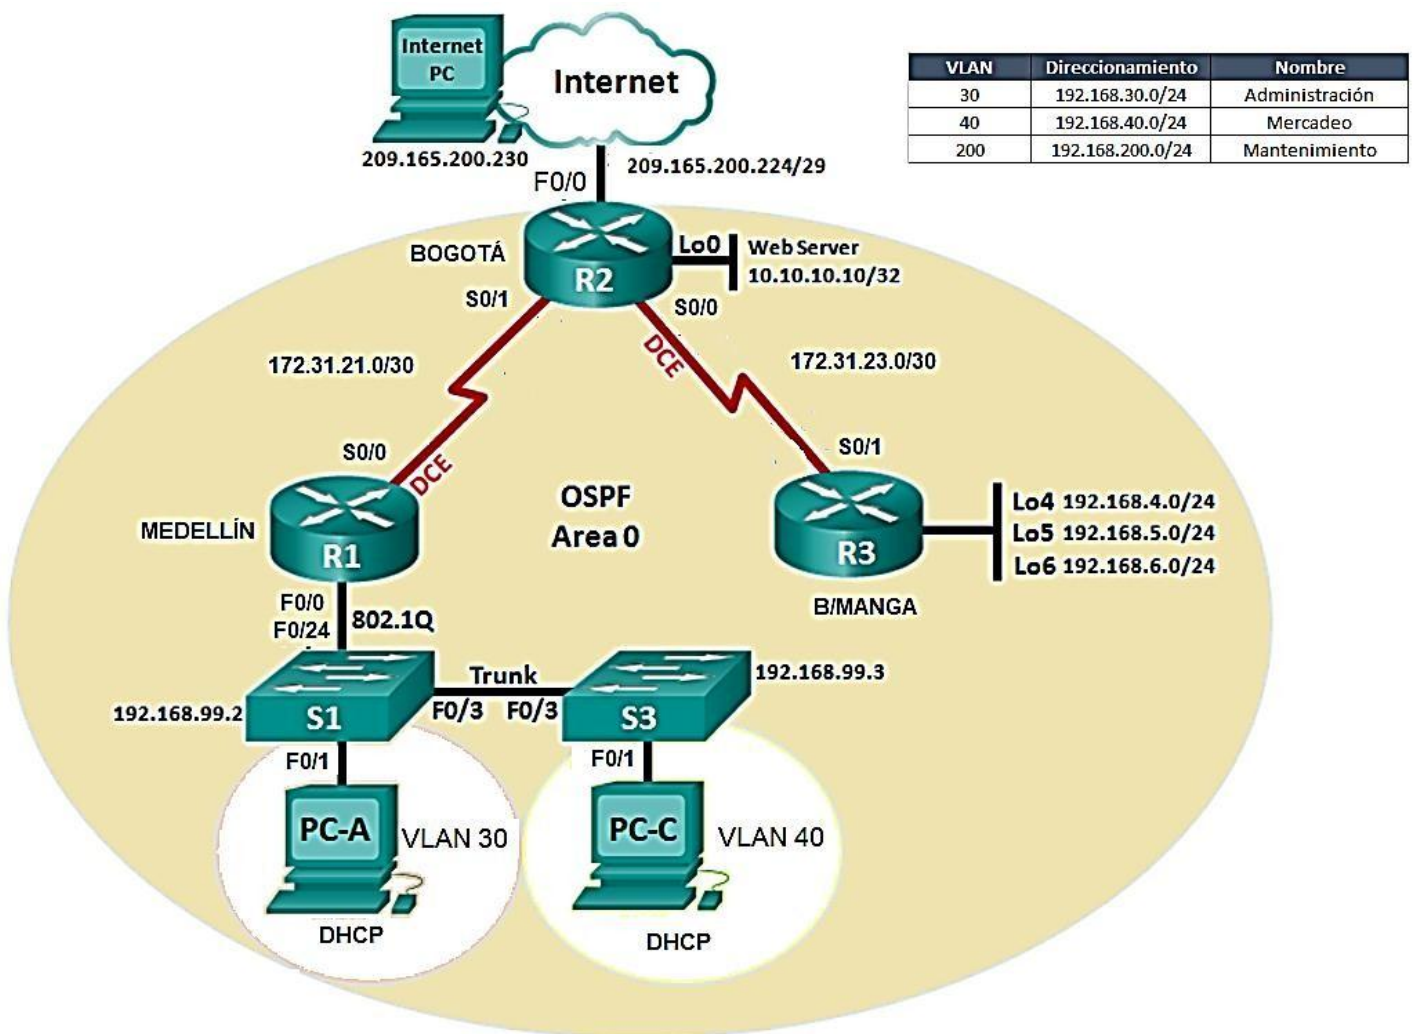 Internet
PC
Internet
209.165.200.230
209.165.200.224/29
F0/0
VLAN Direccionamiento Nombre
30 192.168.30.0/24 Administración
40 192.168.40.0/24 Mercadeo
200 192.168.200.0/24 Mantenimiento
BOGOTÁ
R2
Lo0
Web Server
10.10.10.10/32
S0/1
S0/0
DCE
172.31.21.0/30
172.31.23.0/30
S0/0
DCE
S0/1
OSPF
Area 0
MEDELLÍN
R1
R3
B/MANGA
Lo4 192.168.4.0/24
Lo5 192.168.5.0/24
Lo6 192.168.6.0/24
F0/0
F0/24
802.1Q
192.168.99.2
S1
Trunk
F0/3 F0/3
S3
192.168.99.3
F0/1
F0/1
PC-A
VLAN 30
DHCP
PC-C
VLAN 40
DHCP